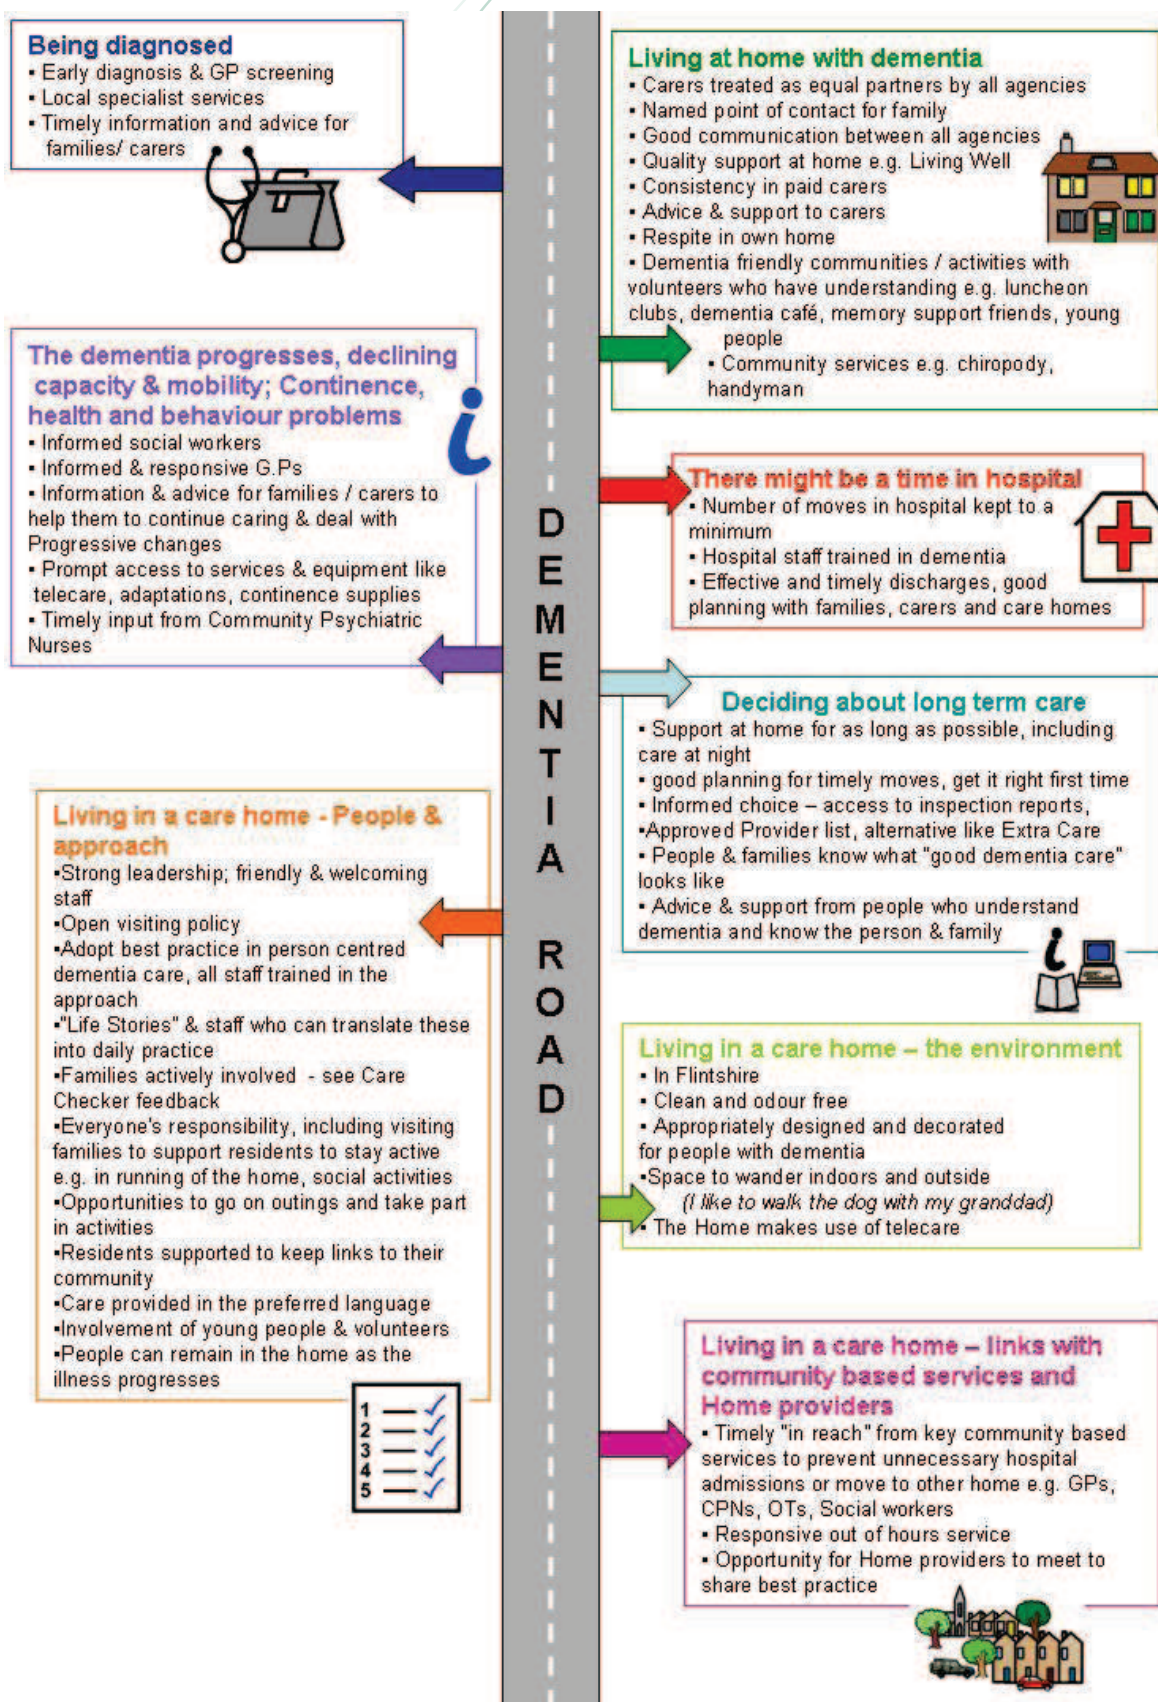 Being diagnosed
▪ Early diagnosis & GP screening
▪ Local specialist services
▪ Timely information and advice for
families/ carers
Living at home with dementia
▪ Carers treated as equal partners by all agencies
▪ Named point of contact for family
▪ Good communication between all agencies
▪ Quality support at home e.g. Living Well
▪ Consistency in paid carers
▪ Advice & support to carers
▪ Respite in own home
▪ Dementia friendly communities / activities with
volunteers who have understanding e.g. luncheon
clubs, dementia café, memory support friends, young
people
▪ Community services e.g. chiropody,
handyman
The dementia progresses, declining
capacity & mobility; Continence,
health and behaviour problems
▪ Informed social workers
▪ Informed & responsive G.Ps
▪ Information & advice for families / carers to
help them to continue caring & deal with
Progressive changes
▪ Prompt access to services & equipment like
telecare, adaptations, continence supplies
▪ Timely input from Community Psychiatric
Nurses
i
There might be a time in hospital
▪ Number of moves in hospital kept to a
minimum
▪ Hospital staff trained in dementia
▪ Effective and timely discharges, good
planning with families, carers and care homes
DEMENTIA ROAD
Deciding about long term care
▪ Support at home for as long as possible, including
care at night
▪ good planning for timely moves, get it right first time
▪ Informed choice – access to inspection reports,
▪Approved Provider list, alternative like Extra Care
▪ People & families know what "good dementia care"
looks like
▪ Advice & support from people who understand
dementia and know the person & family
i
Living in a care home - People &
approach
▪Strong leadership; friendly & welcoming
staff
▪Open visiting policy
▪Adopt best practice in person centred
dementia care, all staff trained in the
approach
▪"Life Stories" & staff who can translate these
into daily practice
▪Families actively involved - see Care
Checker feedback
▪Everyone's responsibility, including visiting
families to support residents to stay active
e.g. in running of the home, social activities
▪Opportunities to go on outings and take part
in activities
▪Residents supported to keep links to their
community
▪Care provided in the preferred language
▪Involvement of young people & volunteers
▪People can remain in the home as the
illness progresses
1
2
3
4
5
Living in a care home – the environment
▪ In Flintshire
▪ Clean and odour free
▪ Appropriately designed and decorated
for people with dementia
▪Space to wander indoors and outside
(I like to walk the dog with my granddad)
▪ The Home makes use of telecare
Living in a care home – links with
community based services and
Home providers
▪ Timely "in reach" from key community based
services to prevent unnecessary hospital
admissions or move to other home e.g. GPs,
CPNs, OTs, Social workers
▪ Responsive out of hours service
▪ Opportunity for Home providers to meet to
share best practice